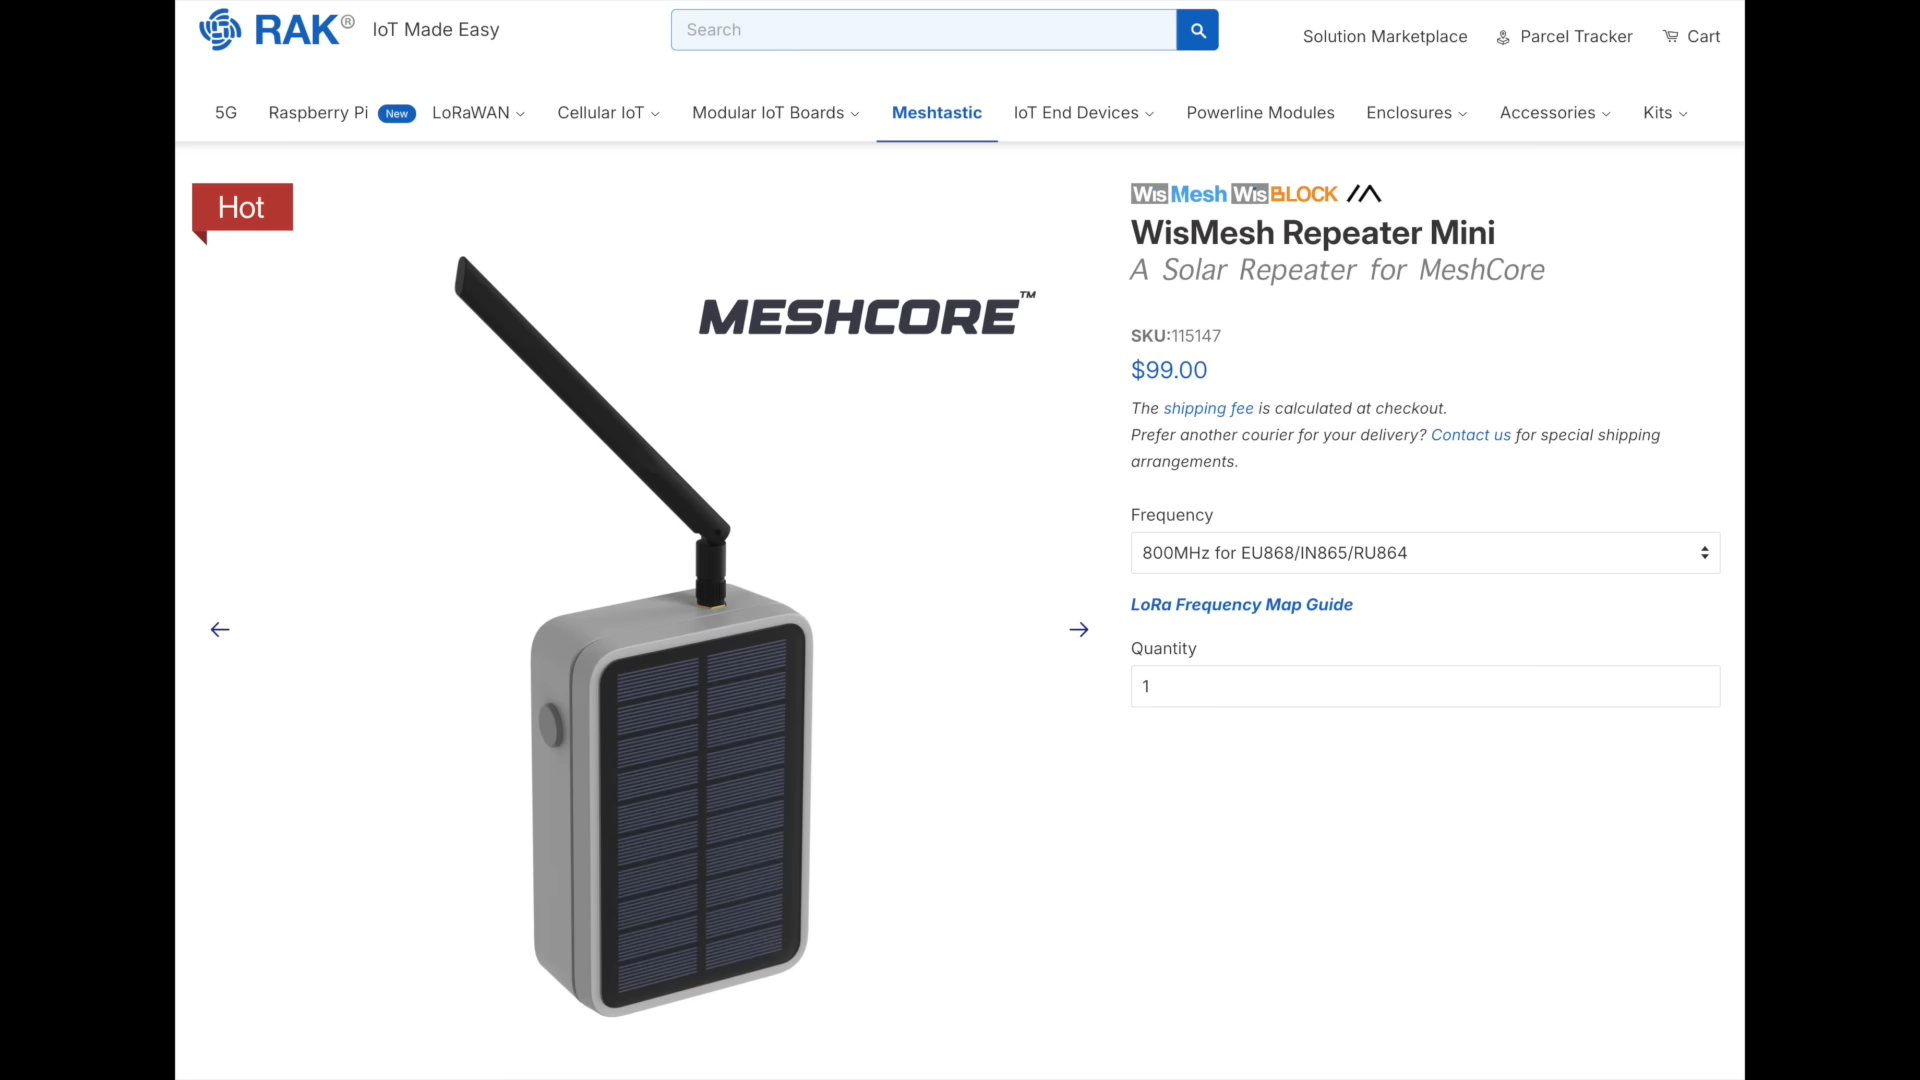 RAK® IoT Made Easy
Search
Solution Marketplace
Parcel Tracker
Cart
5G
Raspberry Pi New
LoRaWAN
Cellular IoT
Modular IoT Boards
Meshtastic
IoT End Devices
Powerline Modules
Enclosures
Accessories
Kits
Hot
MESHCORE™
WisMesh WisBLOCK
WisMesh Repeater Mini
A Solar Repeater for MeshCore
SKU:115147
$99.00
The shipping fee is calculated at checkout.
Prefer another courier for your delivery? Contact us for special shipping
arrangements.
Frequency
800MHz for EU868/IN865/RU864
LoRa Frequency Map Guide
Quantity
1